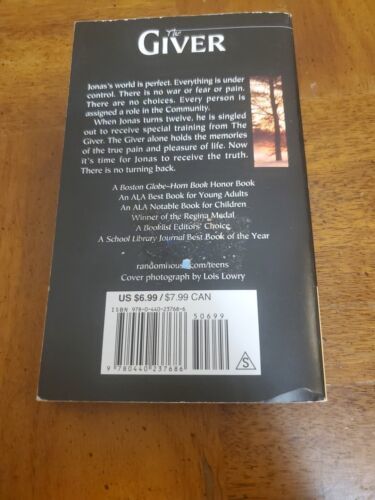 The
GIVER
Jonas's world is perfect. Everything is under
control. There is no war or fear or pain.
There are no choices. Every person is
assigned a role in the Community.
When Jonas turns twelve, he is singled
out to receive special training from The
Giver. The Giver alone holds the memories
of the true pain and pleasure of life. Now
it's time for Jonas to receive the truth.
There is no turning back.
A Boston Globe–Horn Book Honor Book
An ALA Best Book for Young Adults
An ALA Notable Book for Children
Winner of the Regina Medal
A Booklist Editors' Choice
A School Library Journal Best Book of the Year
randomhouse.com/teens
Cover photograph by Lois Lowry
US $6.99 / $7.99 CAN
ISBN 978-0-440-23768-6
50699
9 780440 237686
S